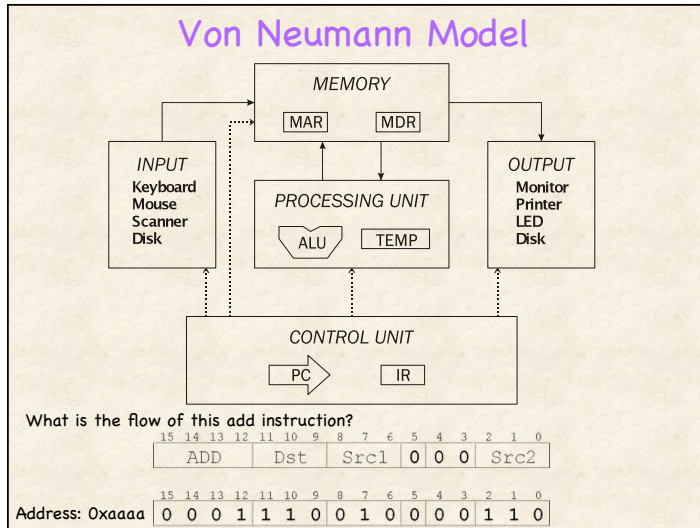 Von Neumann Model
MEMORY
MAR MDR
INPUT
Keyboard
Mouse
Scanner
Disk
PROCESSING UNIT
ALU TEMP
OUTPUT
Monitor
Printer
LED
Disk
CONTROL UNIT
PC IR
What is the flow of this add instruction?
15 14 13 12 11 10 9 8 7 6 5 4 3 2 1 0
ADD Dst Src1 0 0 0 Src2
15 14 13 12 11 10 9 8 7 6 5 4 3 2 1 0
Address: 0xaaaa 0 0 0 1 1 1 0 0 1 0 0 0 0 1 1 0